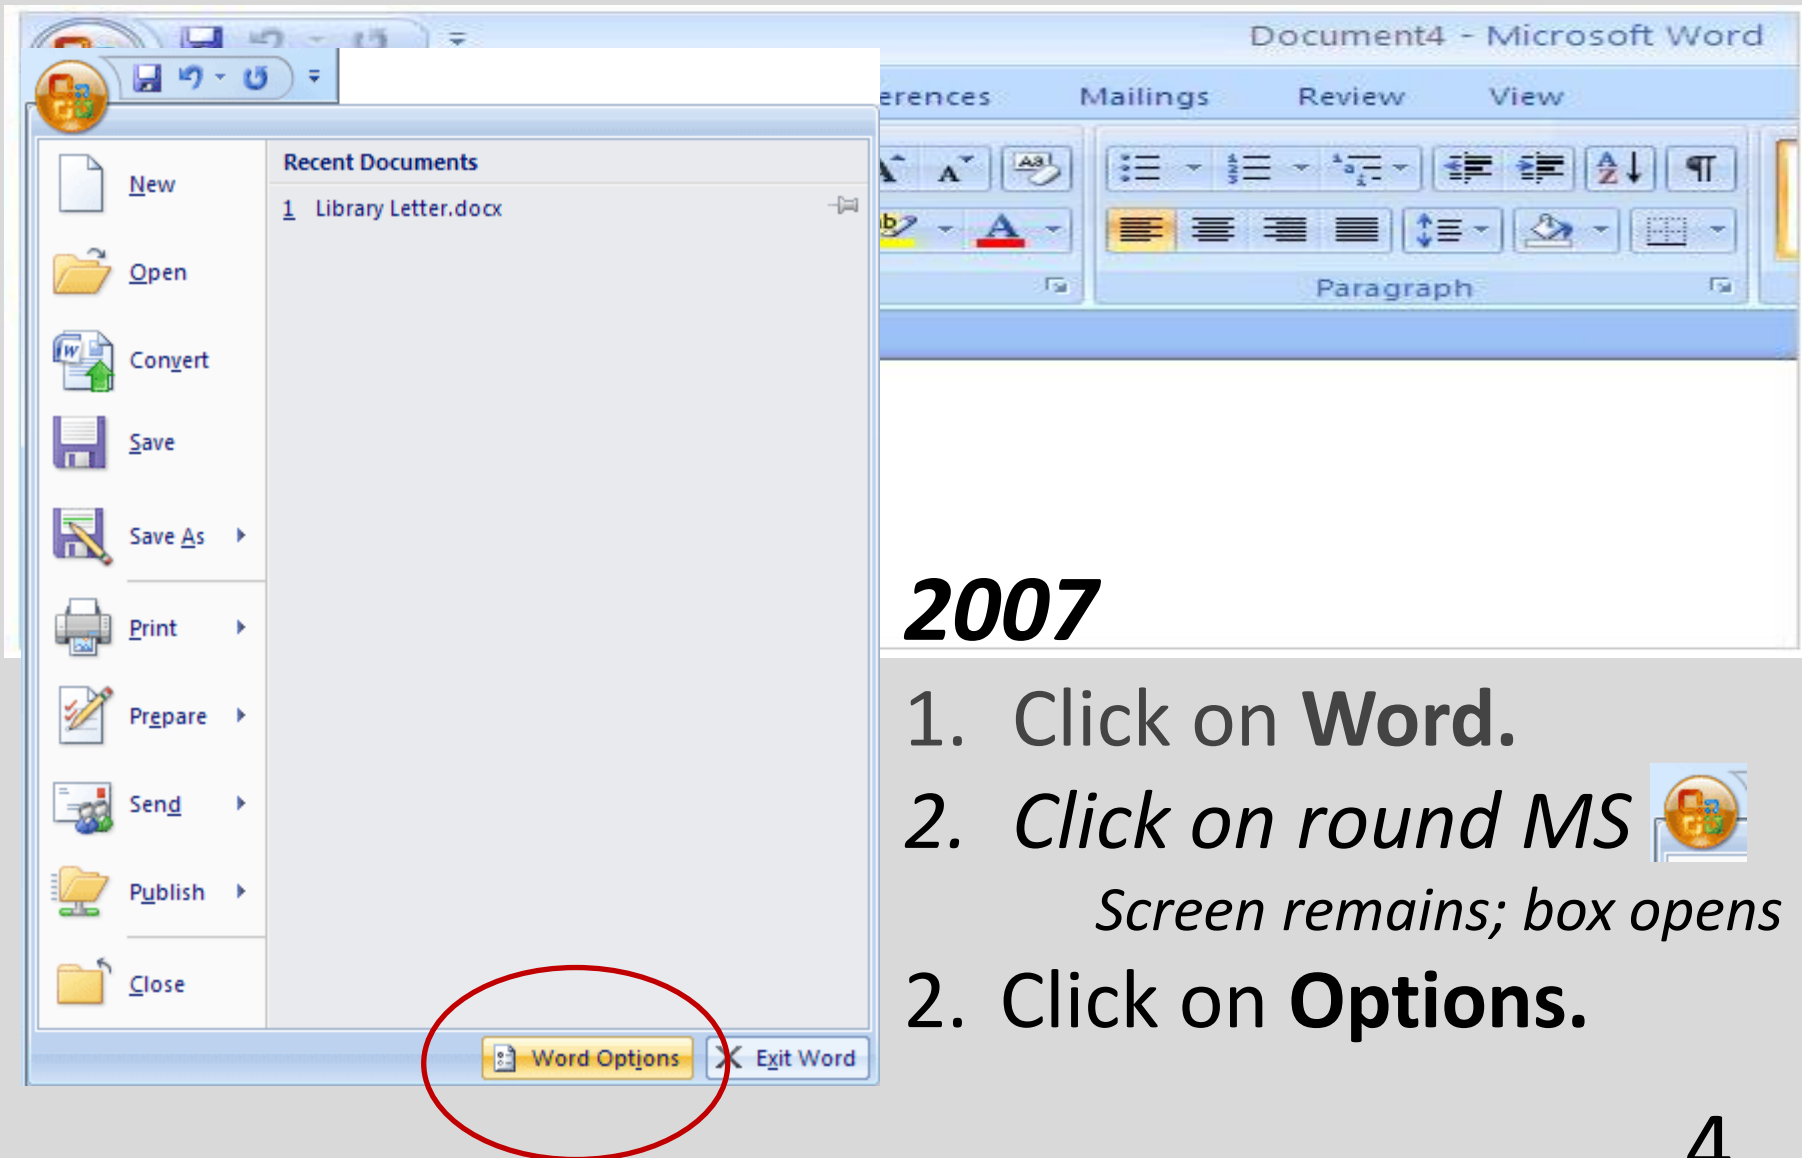 Document4 - Microsoft Word
erences Mailings Review View
Paragraph
Recent Documents
1 Library Letter.docx
New
Open
Convert
Save
Save As
Print
Prepare
Send
Publish
Close
Word Options Exit Word
2007
1. Click on Word.
2. Click on round MS
Screen remains; box opens
2. Click on Options.
4